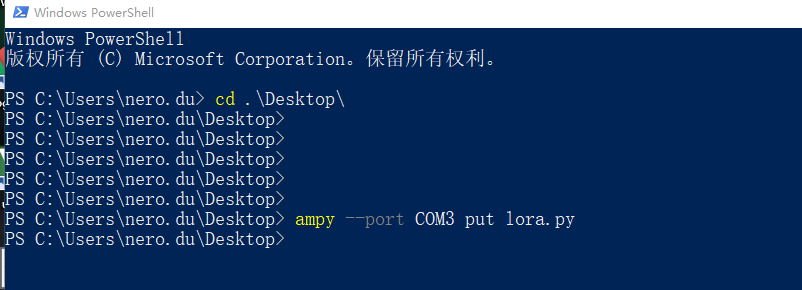 Windows PowerShell
Windows PowerShell
版权所有 (C) Microsoft Corporation。保留所有权利。
PS C:\Users\nero.du> cd .\Desktop\
PS C:\Users\nero.du\Desktop>
PS C:\Users\nero.du\Desktop>
PS C:\Users\nero.du\Desktop>
PS C:\Users\nero.du\Desktop>
PS C:\Users\nero.du\Desktop>
PS C:\Users\nero.du\Desktop> ampy --port COM3 put lora.py
PS C:\Users\nero.du\Desktop>